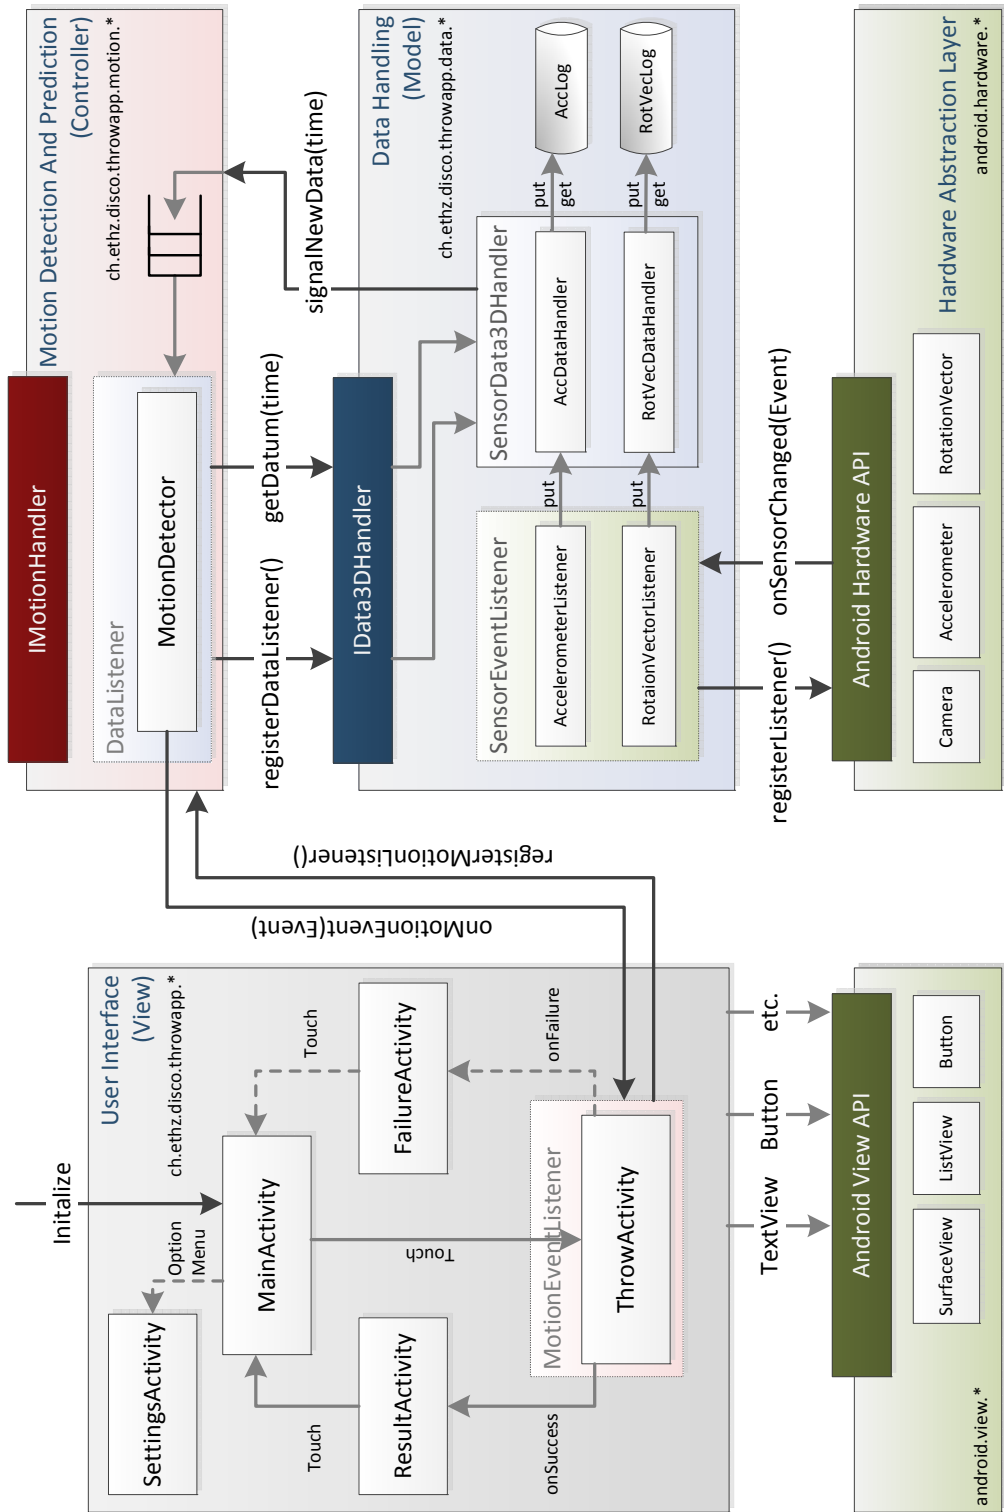 Initalize
User Interface
(View)
ch.ethz.disco.throwapp.*
SettingsActivity
Option
Menu
MainActivity
Touch
Touch
Touch
ResultActivity
FailureActivity
onSuccess
onFailure
MotionEventListener
ThrowActivity
TextView
Button
etc.
Android View API
SurfaceView
ListView
Button
android.view.*
onMotionEvent(Event)
registerMotionListener()
IMotionHandler
Motion Detection And Prediction
(Controller)
ch.ethz.disco.throwapp.motion.*
DataListener
MotionDetector
registerDataListener()
getDatum(time)
signalNewData(time)
IData3DHandler
Data Handling
(Model)
ch.ethz.disco.throwapp.data.*
SensorEventListener
SensorData3DHandler
AccelerometerListener
put
AccDataHandler
put
get
AccLog
RotaionVectorListener
put
RotVecDataHandler
put
get
RotVecLog
registerListener()
onSensorChanged(Event)
Android Hardware API
Camera
Accelerometer
RotationVector
Hardware Abstraction Layer
android.hardware.*